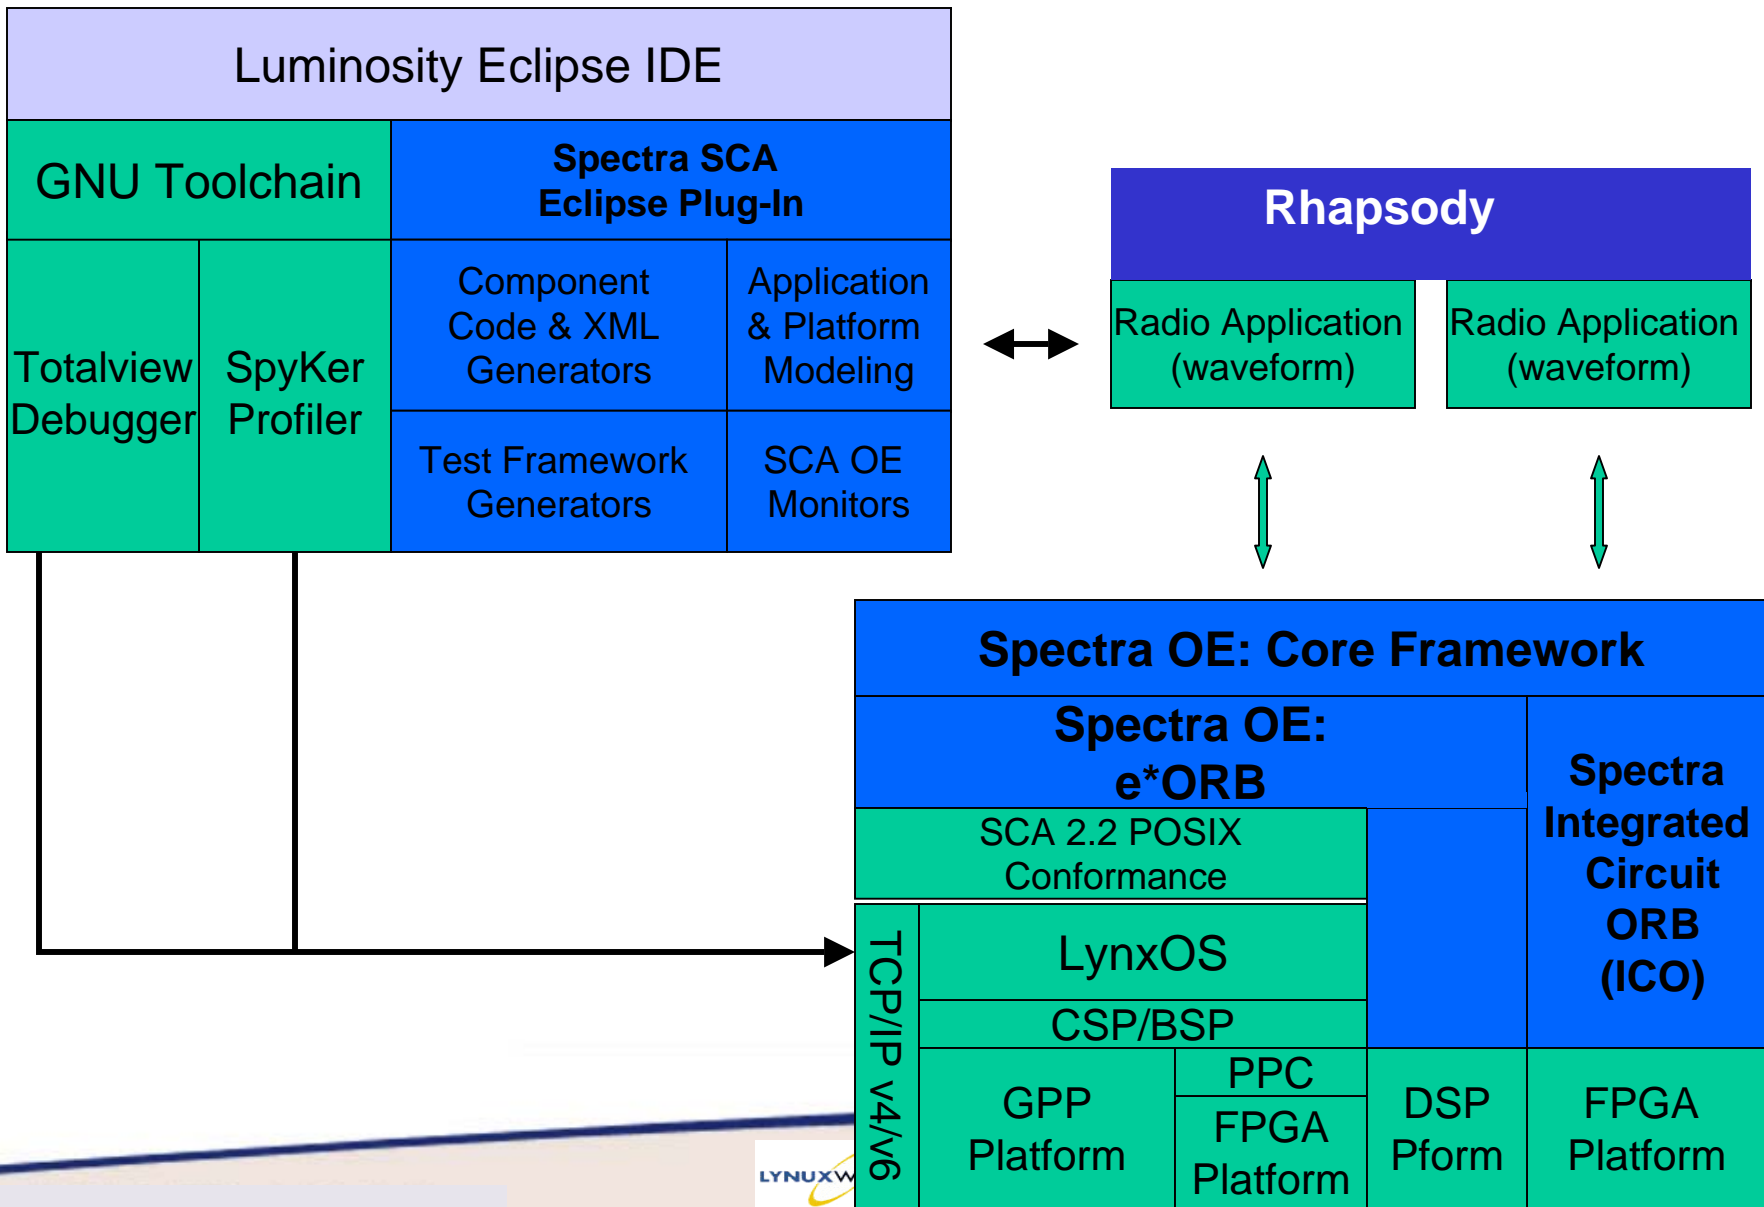 Luminosity Eclipse IDE
GNU Toolchain
Spectra SCA
Eclipse Plug-In
Totalview
Debugger
SpyKer
Profiler
Component
Code & XML
Generators
Application
& Platform
Modeling
Test Framework
Generators
SCA OE
Monitors
Rhapsody
Radio Application
(waveform)
Radio Application
(waveform)
Spectra OE: Core Framework
Spectra OE:
e*ORB
Spectra
Integrated
Circuit
ORB
(ICO)
SCA 2.2 POSIX
Conformance
TCP/IP v4/v6
LynxOS
CSP/BSP
GPP
Platform
PPC
FPGA
Platform
DSP
Pform
FPGA
Platform